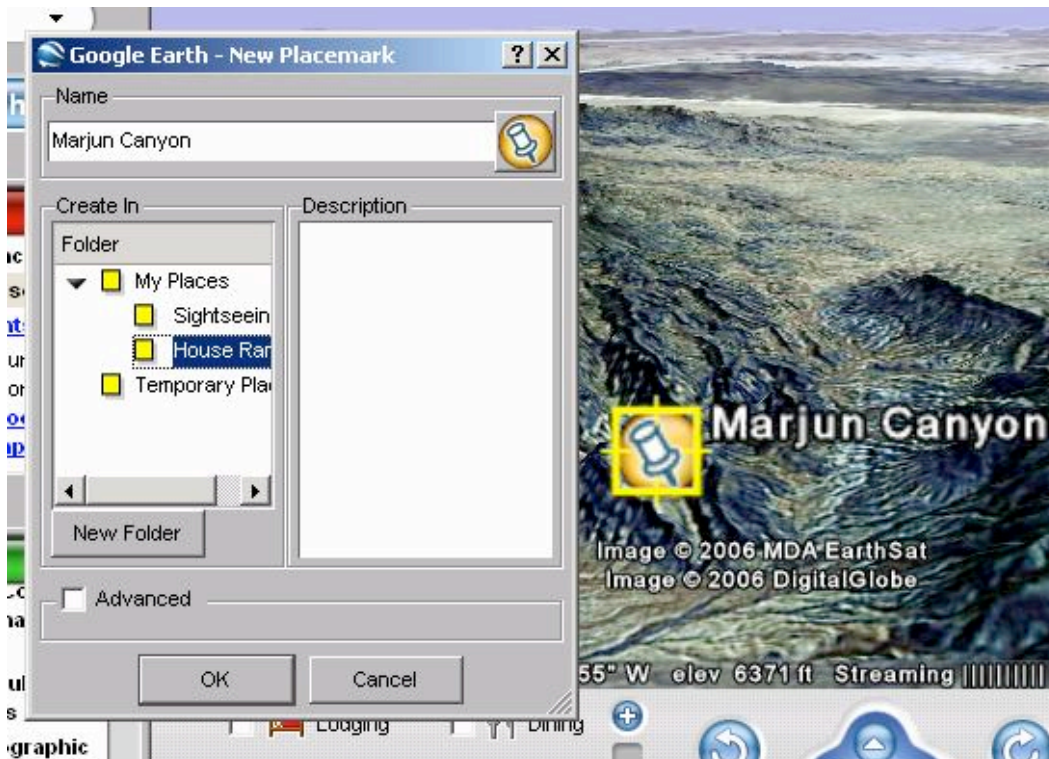 Google Earth - New Placemark
Name
Marjun Canyon
Create In
Description
Folder
My Places
Sightseein
House Ran
Temporary Pla
New Folder
Advanced
OK
Cancel
Marjun Canyon
Image © 2006 MDA EarthSat
Image © 2006 DigitalGlobe
55" W elev 6371 ft Streaming
Lodging
Dining
graphic